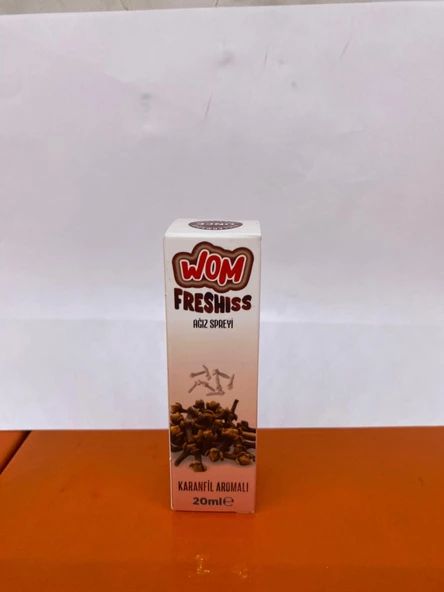 WOM
FRESHiSS
AĞIZ SPREYİ
KARANFİL AROMALI
20ml℮